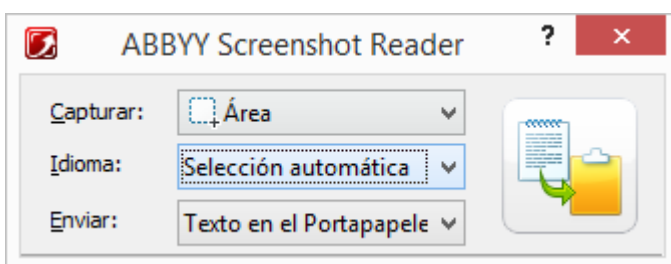 ABBYY Screenshot Reader ? ×
Capturar: Área
Idioma: Selección automática
Enviar: Texto en el Portapapele